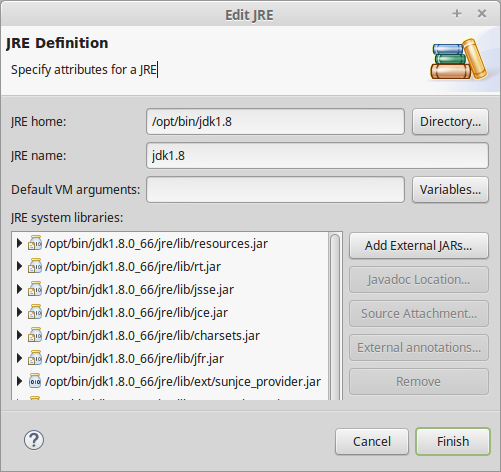 Edit JRE
JRE Definition
Specify attributes for a JRE
JRE home:
/opt/bin/jdk1.8
Directory...
JRE name:
jdk1.8
Default VM arguments:
Variables...
JRE system libraries:
/opt/bin/jdk1.8.0_66/jre/lib/resources.jar
/opt/bin/jdk1.8.0_66/jre/lib/rt.jar
/opt/bin/jdk1.8.0_66/jre/lib/jsse.jar
/opt/bin/jdk1.8.0_66/jre/lib/jce.jar
/opt/bin/jdk1.8.0_66/jre/lib/charsets.jar
/opt/bin/jdk1.8.0_66/jre/lib/jfr.jar
/opt/bin/jdk1.8.0_66/jre/lib/ext/sunjce_provider.jar
Add External JARs...
Javadoc Location...
Source Attachment...
External annotations...
Remove
Cancel
Finish